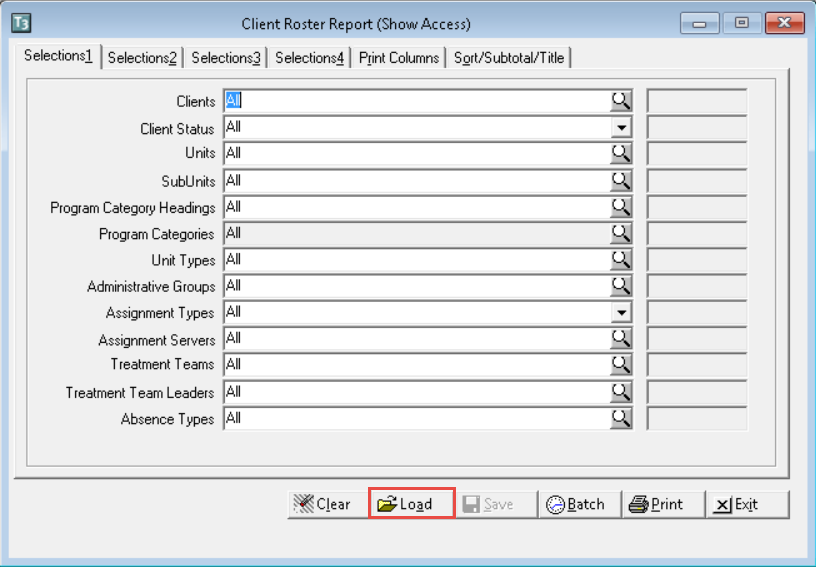 T3 Client Roster Report (Show Access)
Selections1 Selections2 Selections3 Selections4 Print Columns Sort/Subtotal/Title
Clients All
Client Status All
Units All
SubUnits All
Program Category Headings All
Program Categories All
Unit Types All
Administrative Groups All
Assignment Types All
Assignment Servers All
Treatment Teams All
Treatment Team Leaders All
Absence Types All
Clear Load Save Batch Print Exit